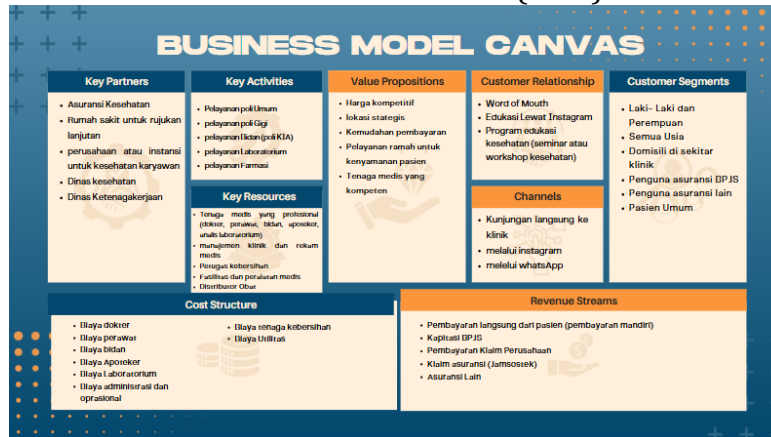 BUSINESS MODEL CANVAS
Key Partners
• Asuransi Kesehatan
• Rumah sakit untuk rujukan
lanjutan
• perusahaan atau instansi
untuk kesehatan karyawan
• Dinas kesehatan
• Dinas Ketenagakerjaan
Key Activities
• Pelayanan poli Umum
• pelayanan poli Gigi
• pelayanan Bidan (poli KIA)
• pelayanan Laboratorium
• pelayanan Farmasi
Key Resources
• Tenaga medis yang profesional
(dokter, perawat, bidan, apoteker,
analis laboratorium)
• manajemen klinik dan rekam
medis
• Petugas kebersihan
• Fasilitas dan peralatan medis
• Distributor Obat
Value Propositions
• Harga kompetitif
• lokasi stategis
• Kemudahan pembayaran
• Pelayanan ramah untuk
kenyamanan pasien
• Tenaga medis yang
kompeten
Customer Relationship
• Word of Mouth
• Edukasi Lewat Instagram
• Program edukasi
kesehatan (seminar atau
workshop kesehatan)
Channels
• Kunjungan langsung ke
klinik
• melalui instagram
• melelui whatsApp
Customer Segments
• Laki- Laki dan
Perempuan
• Semua Usia
• Domisili di sekitar
klinik
• Penguna asuransi BPJS
• Penguna asuransi lain
• Pasien Umum
Cost Structure
• Biaya dokter
• Biaya perawat
• Biaya bidan
• Biaya Apoteker
• Biaya Laboratorium
• Biaya administrasi dan
oprasional
• Biaya tenaga kebersihan
• Biaya Utilitas
Revenue Streams
• Pembayaran langsung dari pasien (pembayaran mandiri)
• Kapitasi BPJS
• Pembayaran Klaim Perusahaan
• Klaim asuransi (Jamsostek)
• Asuransi Lain